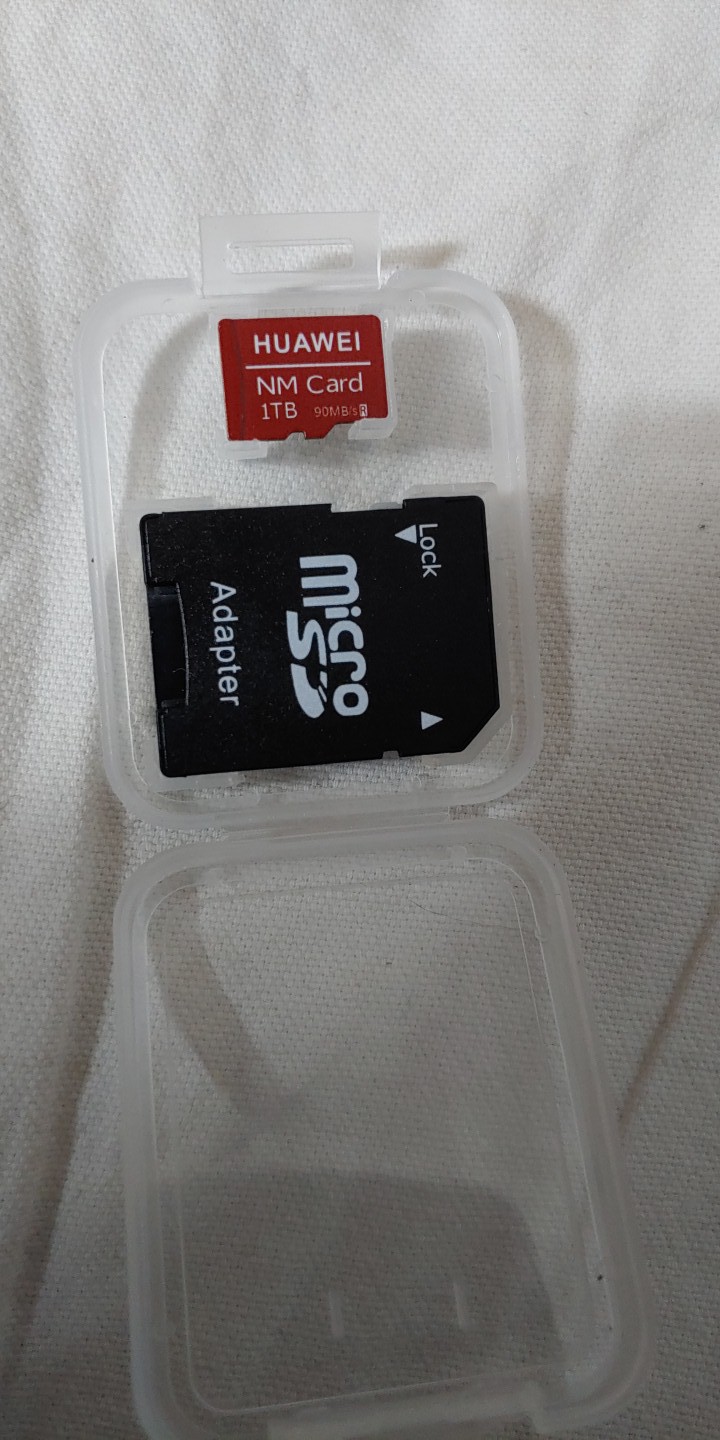 HUAWEI
NM Card
1TB 90MB/s R
Lock
micro
SD
Adapter